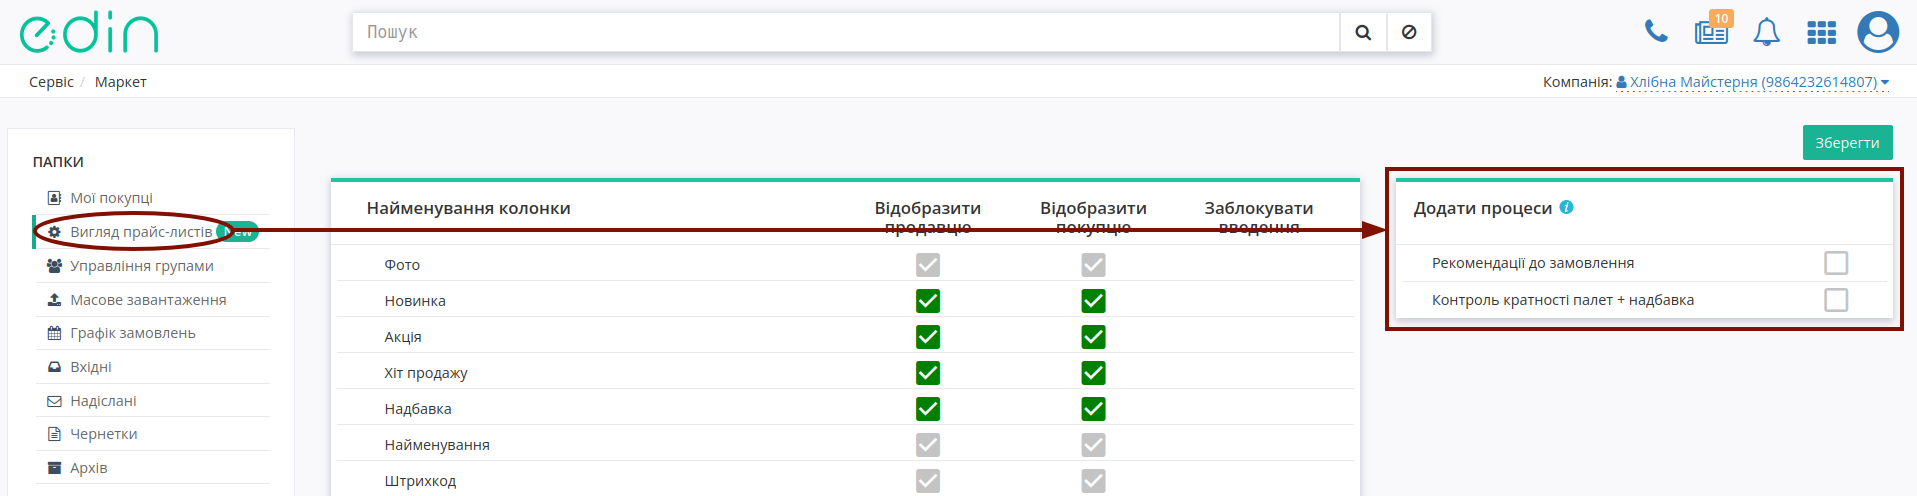 edin
Пошук
10
Сервіс / Маркет
Компанія: Хлібна Майстерня (9864232614807)
Зберегти
ПАПКИ
Мої покупці
Вигляд прайс-листів New
Управління групами
Масове завантаження
Графік замовлень
Вхідні
Надіслані
Чернетки
Архів
Найменування колонки
Відобразити продавцю
Відобразити покупцю
Заблокувати введення
Фото
Новинка
Акція
Хіт продажу
Надбавка
Найменування
Штрихкод
Додати процеси
Рекомендації до замовлення
Контроль кратності палет + надбавка